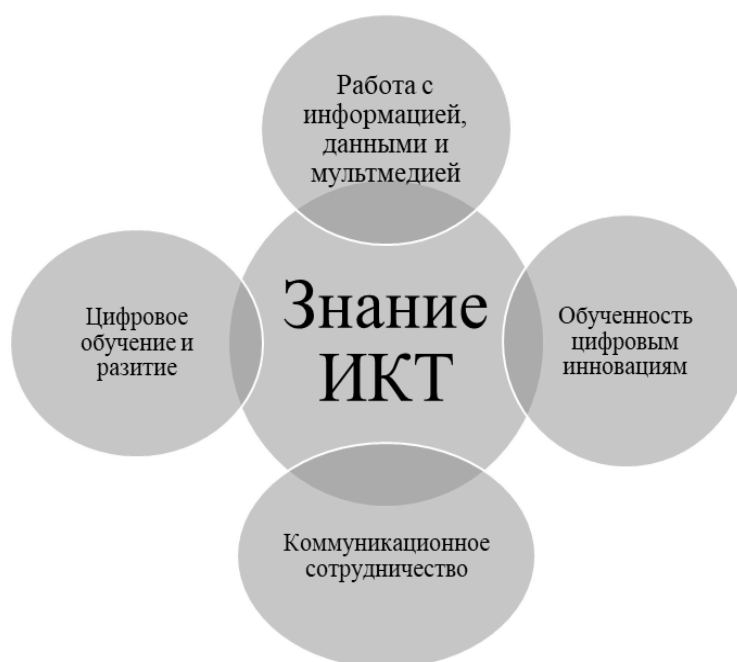 Работа с
информацией,
данными и
мультмедией
Знание
ИКТ
Цифровое
обучение и
разитие
Обученность
цифровым
инновациям
Коммуникационное
сотрудничество